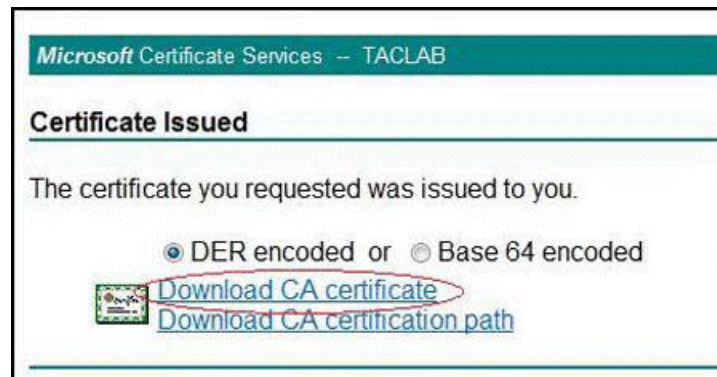 Microsoft Certificate Services -- TACLAB
Certificate Issued
The certificate you requested was issued to you.
DER encoded or Base 64 encoded
Download CA certificate
Download CA certification path